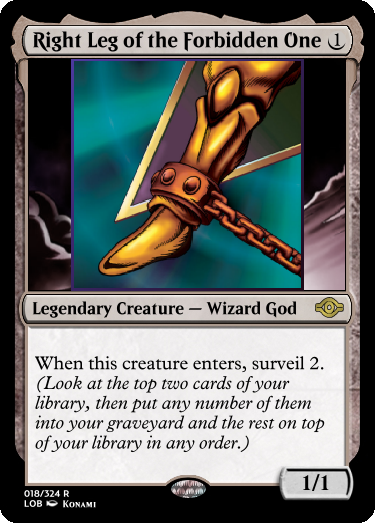 Right Leg of the Forbidden One 1
Legendary Creature — Wizard God
When this creature enters, surveil 2.
(Look at the top two cards of your
library, then put any number of them
into your graveyard and the rest on top
of your library in any order.)
1/1
018/324 R
LOB Konami